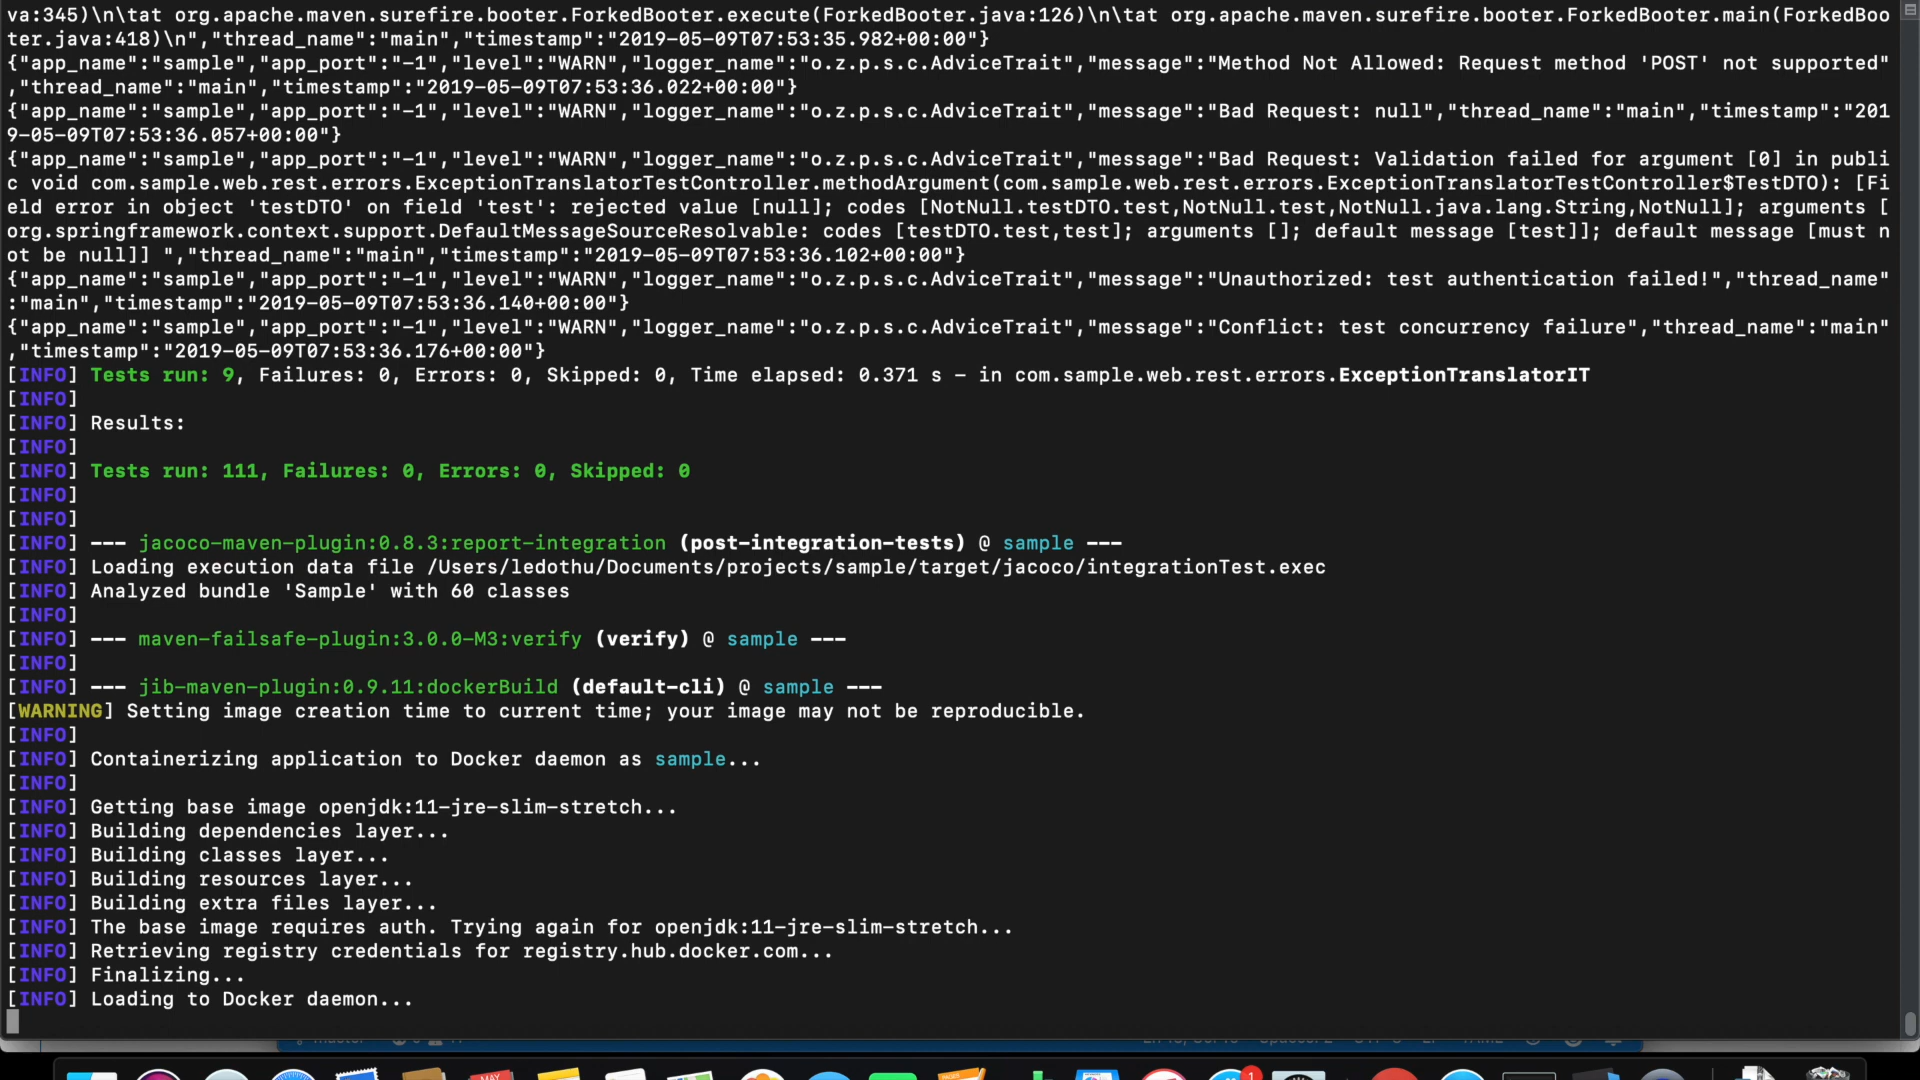 va:345)\n\tat org.apache.maven.surefire.booter.ForkedBooter.execute(ForkedBooter.java:126)\n\tat org.apache.maven.surefire.booter.ForkedBooter.main(ForkedBoo
ter.java:418)\n","thread_name":"main","timestamp":"2019-05-09T07:53:35.982+00:00"}
{"app_name":"sample","app_port":"-1","level":"WARN","logger_name":"o.z.p.s.c.AdviceTrait","message":"Method Not Allowed: Request method 'POST' not supported"
,"thread_name":"main","timestamp":"2019-05-09T07:53:36.022+00:00"}
{"app_name":"sample","app_port":"-1","level":"WARN","logger_name":"o.z.p.s.c.AdviceTrait","message":"Bad Request: null","thread_name":"main","timestamp":"201
9-05-09T07:53:36.057+00:00"}
{"app_name":"sample","app_port":"-1","level":"WARN","logger_name":"o.z.p.s.c.AdviceTrait","message":"Bad Request: Validation failed for argument [0] in publi
c void com.sample.web.rest.errors.ExceptionTranslatorTestController.methodArgument(com.sample.web.rest.errors.ExceptionTranslatorTestController$TestDTO): [Fi
eld error in object 'testDTO' on field 'test': rejected value [null]; codes [NotNull.testDTO.test,NotNull.test,NotNull.java.lang.String,NotNull]; arguments [
org.springframework.context.support.DefaultMessageSourceResolvable: codes [testDTO.test,test]; arguments []; default message [test]]; default message [must n
ot be null]] ","thread_name":"main","timestamp":"2019-05-09T07:53:36.102+00:00"}
{"app_name":"sample","app_port":"-1","level":"WARN","logger_name":"o.z.p.s.c.AdviceTrait","message":"Unauthorized: test authentication failed!","thread_name"
:"main","timestamp":"2019-05-09T07:53:36.140+00:00"}
{"app_name":"sample","app_port":"-1","level":"WARN","logger_name":"o.z.p.s.c.AdviceTrait","message":"Conflict: test concurrency failure","thread_name":"main"
,"timestamp":"2019-05-09T07:53:36.176+00:00"}
[INFO] Tests run: 9, Failures: 0, Errors: 0, Skipped: 0, Time elapsed: 0.371 s - in com.sample.web.rest.errors.ExceptionTranslatorIT
[INFO]
[INFO] Results:
[INFO]
[INFO] Tests run: 111, Failures: 0, Errors: 0, Skipped: 0
[INFO]
[INFO]
[INFO] --- jacoco-maven-plugin:0.8.3:report-integration (post-integration-tests) @ sample ---
[INFO] Loading execution data file /Users/ledothu/Documents/projects/sample/target/jacoco/integrationTest.exec
[INFO] Analyzed bundle 'Sample' with 60 classes
[INFO]
[INFO] --- maven-failsafe-plugin:3.0.0-M3:verify (verify) @ sample ---
[INFO]
[INFO] --- jib-maven-plugin:0.9.11:dockerBuild (default-cli) @ sample ---
[WARNING] Setting image creation time to current time; your image may not be reproducible.
[INFO]
[INFO] Containerizing application to Docker daemon as sample...
[INFO]
[INFO] Getting base image openjdk:11-jre-slim-stretch...
[INFO] Building dependencies layer...
[INFO] Building classes layer...
[INFO] Building resources layer...
[INFO] Building extra files layer...
[INFO] The base image requires auth. Trying again for openjdk:11-jre-slim-stretch...
[INFO] Retrieving registry credentials for registry.hub.docker.com...
[INFO] Finalizing...
[INFO] Loading to Docker daemon...
MAY
PAGES
1